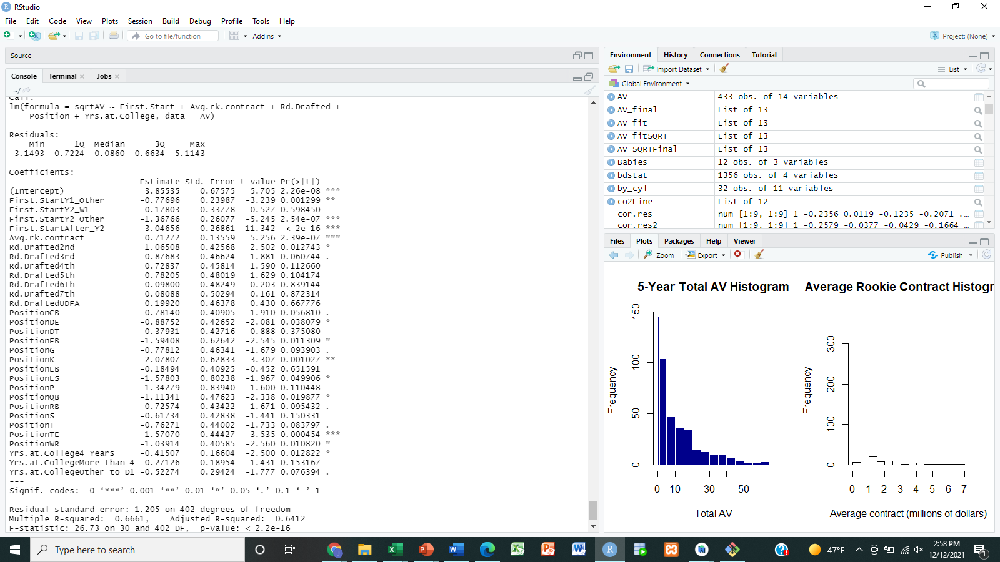 RStudio
File Edit Code View Plots Session Build Debug Profile Tools Help
Go to file/function Addins Project: (None)
Source
Console Terminal Jobs
~/
Call:
lm(formula = sqrtAV ~ First.Start + Avg.rk.contract + Rd.Drafted +
Position + Yrs.at.College, data = AV)
Residuals:
Min 1Q Median 3Q Max
-3.1493 -0.7224 -0.0860 0.6634 5.1143
Coefficients:
Estimate Std. Error t value Pr(>|t|)
(Intercept) 3.85535 0.67575 5.705 2.26e-08 ***
First.StartY1_Other -0.77696 0.23987 -3.239 0.001299 **
First.StartY2_W1 -0.17803 0.33778 -0.527 0.598450
First.StartY2_Other -1.36766 0.26077 -5.245 2.54e-07 ***
First.StartAfter_Y2 -3.04656 0.26861 -11.342 < 2e-16 ***
Avg.rk.contract 0.71272 0.13559 5.256 2.39e-07 ***
Rd.Drafted2nd 1.06508 0.42568 2.502 0.012743 *
Rd.Drafted3rd 0.87683 0.46624 1.881 0.060744 .
Rd.Drafted4th 0.72837 0.45814 1.590 0.112660
Rd.Drafted5th 0.78205 0.48019 1.629 0.104174
Rd.Drafted6th 0.09800 0.48249 0.203 0.839144
Rd.Drafted7th 0.08088 0.50294 0.161 0.872314
Rd.DraftedUDFA 0.19920 0.46378 0.430 0.667776
PositionCB -0.78140 0.40905 -1.910 0.056810 .
PositionDE -0.88752 0.42652 -2.081 0.038079 *
PositionDT -0.37931 0.42716 -0.888 0.375080
PositionFB -1.59408 0.62642 -2.545 0.011309 *
PositionG -0.77812 0.46341 -1.679 0.093903 .
PositionK -2.07807 0.62833 -3.307 0.001027 **
PositionLB -0.18494 0.40925 -0.452 0.651591
PositionLS -1.57803 0.80238 -1.967 0.049906 *
PositionP -1.34279 0.83940 -1.600 0.110448
PositionQB -1.11341 0.47623 -2.338 0.019877 *
PositionRB -0.72574 0.43422 -1.671 0.095432 .
PositionS -0.61734 0.42838 -1.441 0.150331
PositionT -0.76271 0.44002 -1.733 0.083797 .
PositionTE -1.57070 0.44427 -3.535 0.000454 ***
PositionWR -1.03914 0.40585 -2.560 0.010820 *
Yrs.at.College4 Years -0.41507 0.16604 -2.500 0.012822 *
Yrs.at.CollegeMore than 4 -0.27126 0.18954 -1.431 0.153167
Yrs.at.CollegeOther to D1 -0.52274 0.29424 -1.777 0.076394 .
---
Signif. codes: 0 ‘***’ 0.001 ‘**’ 0.01 ‘*’ 0.05 ‘.’ 0.1 ‘ ’ 1
Residual standard error: 1.205 on 402 degrees of freedom
Multiple R-squared: 0.6661, Adjusted R-squared: 0.6412
F-statistic: 26.73 on 30 and 402 DF, p-value: < 2.2e-16
Environment History Connections Tutorial
Import Dataset List
Global Environment
AV 433 obs. of 14 variables
AV_final List of 13
AV_fit List of 13
AV_fitSQRT List of 13
AV_SQRTFinal List of 13
Babies 12 obs. of 3 variables
bdstat 1356 obs. of 4 variables
by_cyl 32 obs. of 11 variables
co2Line List of 12
cor.res num [1:9, 1:9] 1 -0.2356 0.0119 -0.1235 -0.2071 ...
cor.res2 num [1:9, 1:9] 1 -0.2579 -0.0377 -0.0429 -0.1664 ...
Files Plots Packages Help Viewer
Zoom Export Publish
5-Year Total AV Histogram
Frequency
0 50 100 150
0 10 30 50
Total AV
Average Rookie Contract Histogr
Frequency
0 100 200 300
0 1 2 3 4 5 6 7
Average contract (millions of dollars)
Type here to search
47°F
2:58 PM
12/12/2021
1